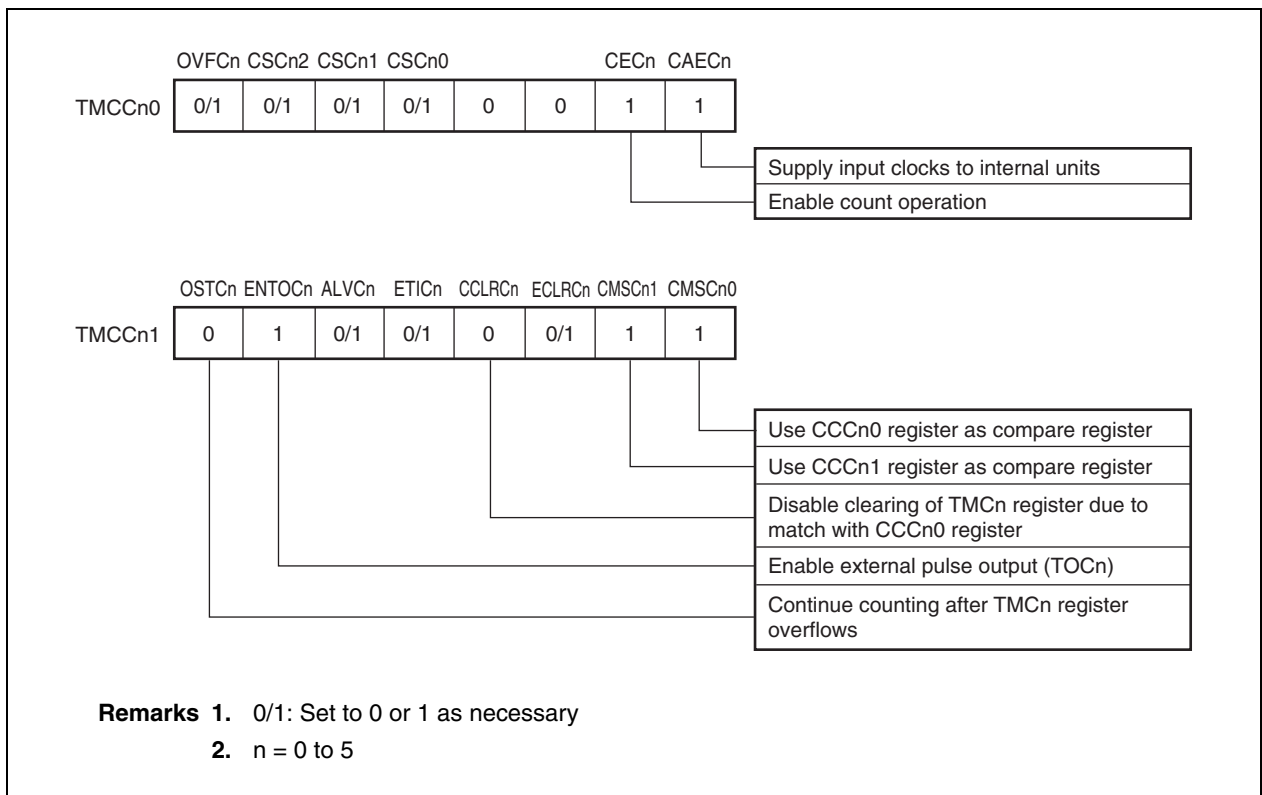 OVFCn CSCn2 CSCn1 CSCn0 CECn CAECn
TMCCn0 0/1 0/1 0/1 0/1 0 0 1 1
Supply input clocks to internal units
Enable count operation
OSTCn ENTOCn ALVCn ETICn CCLRCn ECLRCn CMSCn1 CMSCn0
TMCCn1 0 1 0/1 0/1 0 0/1 1 1
Use CCCn0 register as compare register
Use CCCn1 register as compare register
Disable clearing of TMCn register due to
match with CCCn0 register
Enable external pulse output (TOCn)
Continue counting after TMCn register
overflows
Remarks 1. 0/1: Set to 0 or 1 as necessary
2. n = 0 to 5